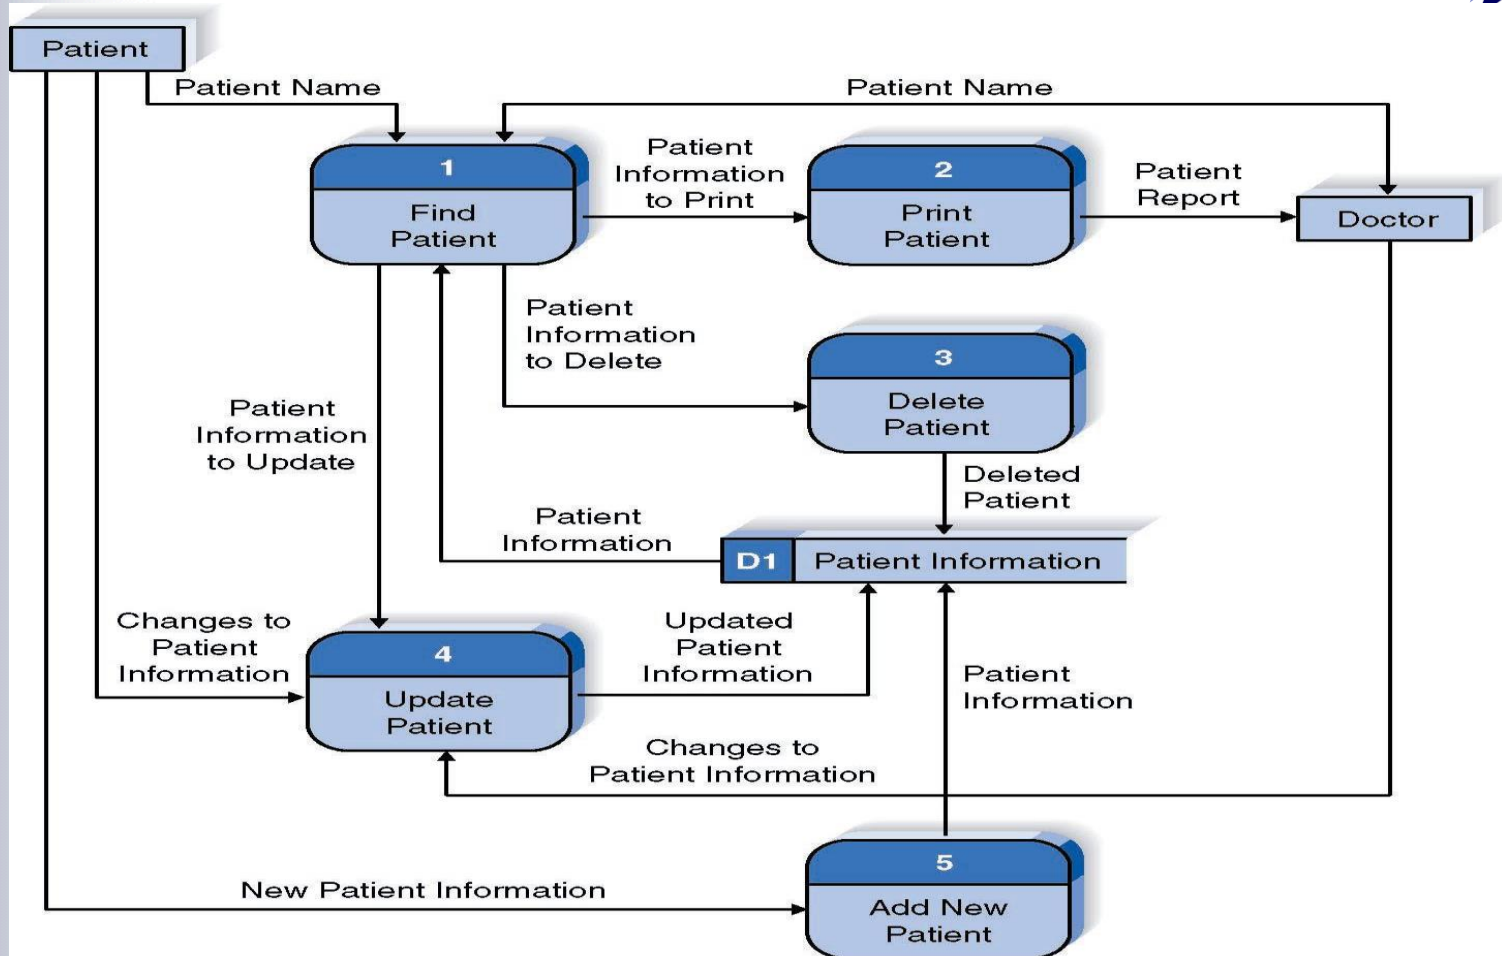 Patient
Patient Name
Patient Name
1
Find
Patient
Patient
Information
to Print
2
Print
Patient
Patient
Report
Doctor
Patient
Information
to Delete
3
Delete
Patient
Patient
Information
to Update
Deleted
Patient
Patient
Information
D1
Patient Information
Changes to
Patient
Information
4
Update
Patient
Updated
Patient
Information
Patient
Information
Changes to
Patient Information
New Patient Information
5
Add New
Patient